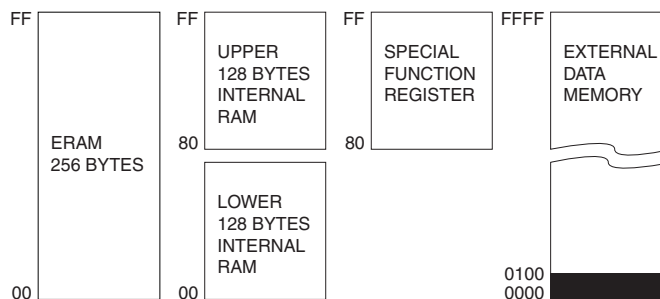 FF
ERAM
256 BYTES
00
FF
UPPER
128 BYTES
INTERNAL
RAM
80
LOWER
128 BYTES
INTERNAL
RAM
00
FF
SPECIAL
FUNCTION
REGISTER
80
FFFF
EXTERNAL
DATA
MEMORY
0100
0000